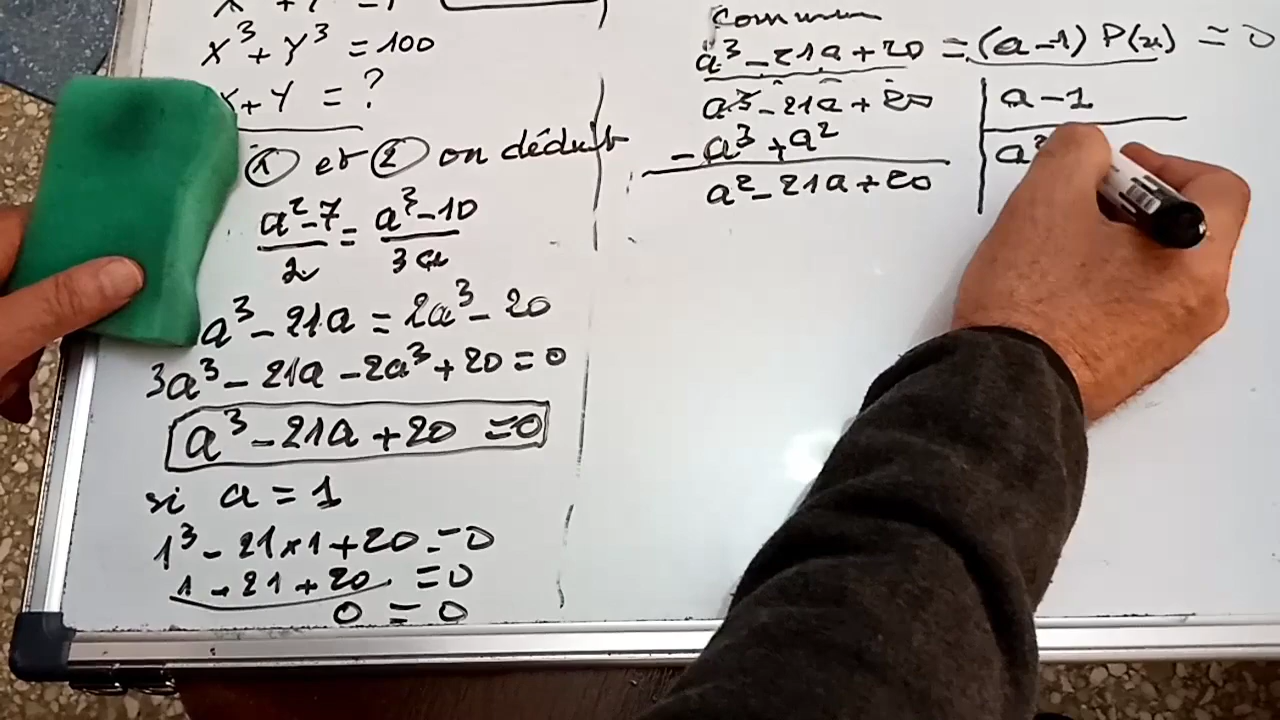 x³ + y³ = 100
x + y = ?
① et ② on déduit
a² - 7 / 2 = a³ - 10 / 3a
a³ - 21a = 2a³ - 20
3a³ - 21a - 2a³ + 20 = 0
a³ - 21a + 20 = 0
si a = 1
1³ - 21 × 1 + 20 = 0
1 - 21 + 20 = 0
0 = 0
commun
a³ - 21a + 20 = (a - 1) P(x) = 0
a³ - 21a + 20 | a - 1
- a³ + a² | a²
a² - 21a + 20